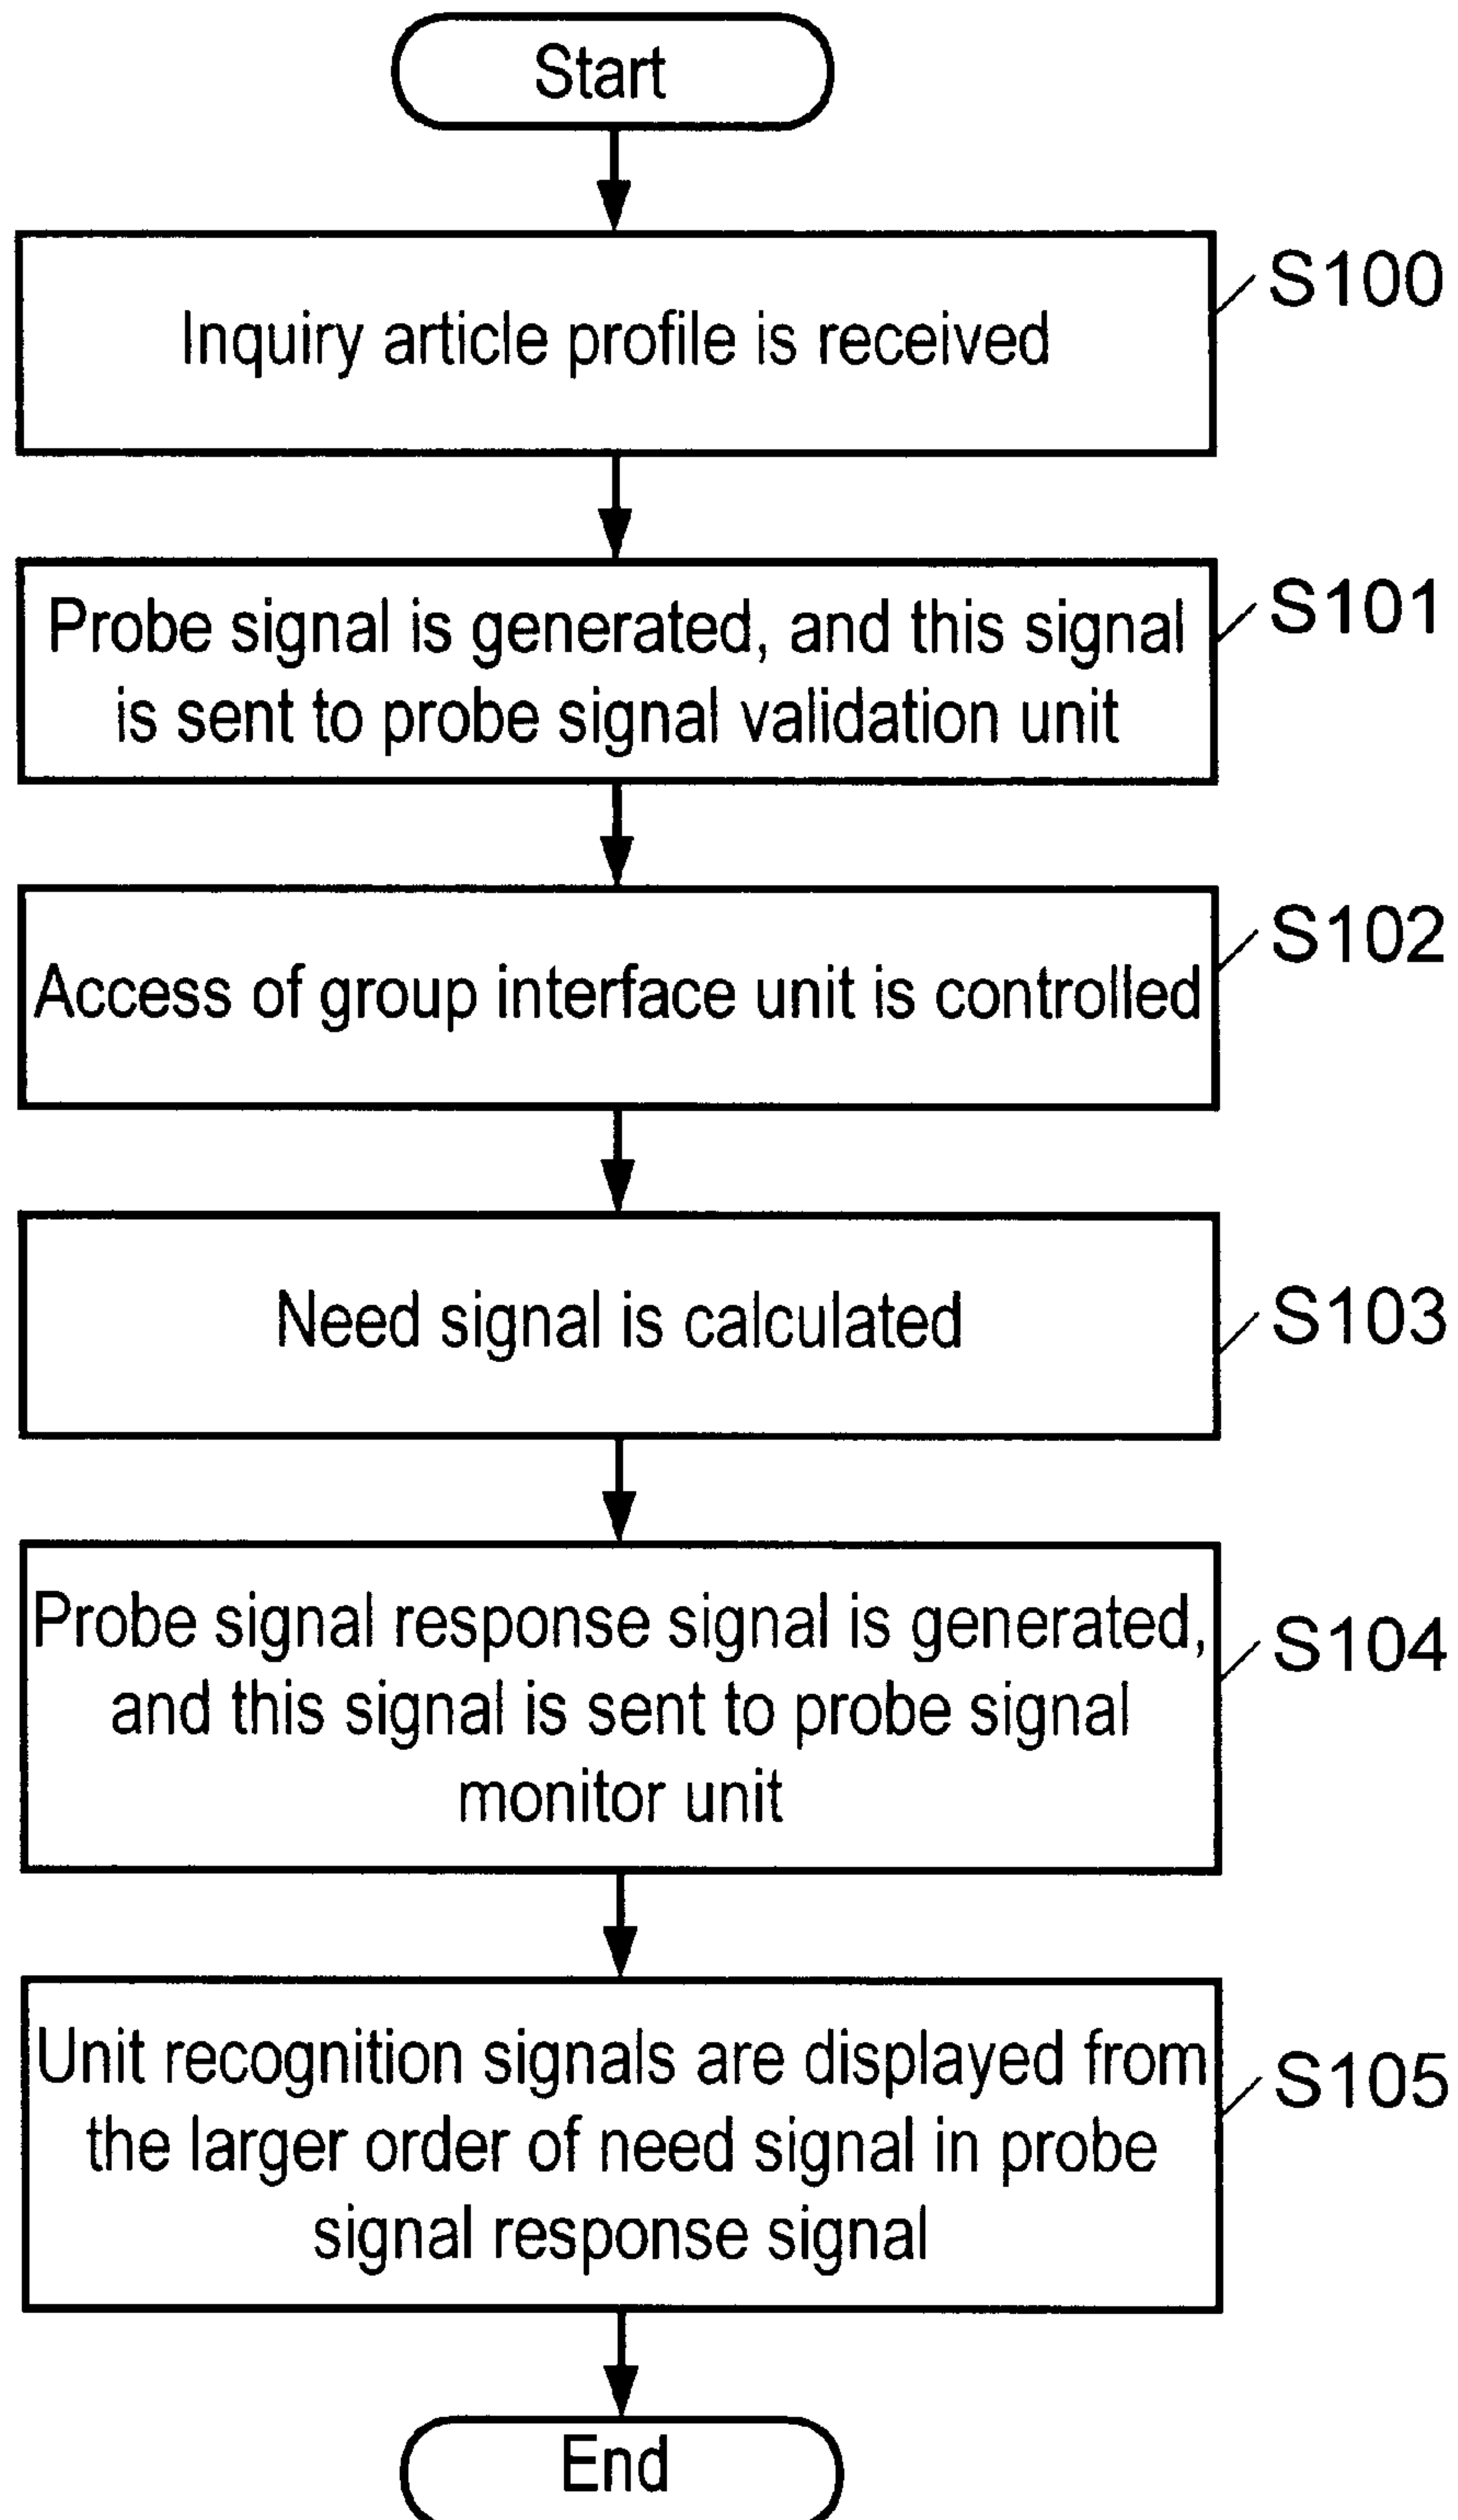 Start
Inquiry article profile is received
S100
Probe signal is generated, and this signal
is sent to probe signal validation unit
S101
Access of group interface unit is controlled
S102
Need signal is calculated
S103
Probe signal response signal is generated,
and this signal is sent to probe signal
monitor unit
S104
Unit recognition signals are displayed from
the larger order of need signal in probe
signal response signal
S105
End